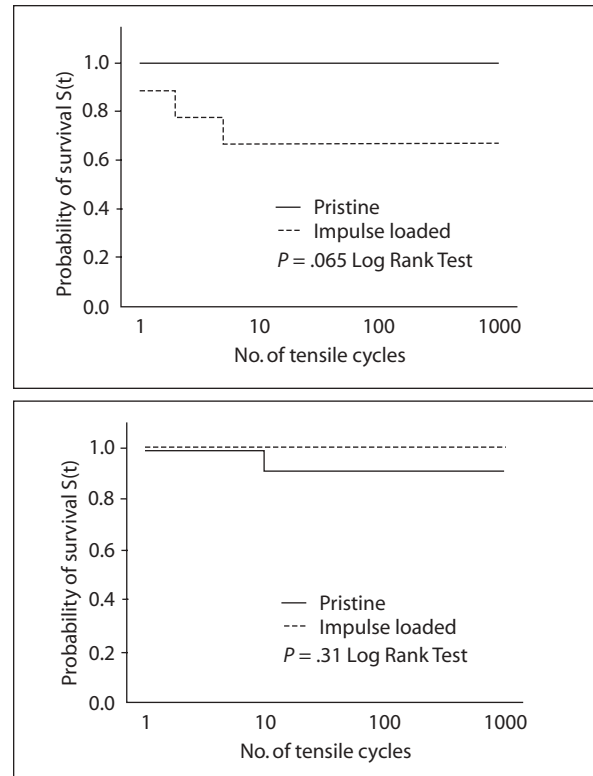 Probability of survival S(t)
1.0
0.8
0.6
0.4
0.2
0.0
Pristine
Impulse loaded
P = .065 Log Rank Test
1 10 100 1000
No. of tensile cycles
Probability of survival S(t)
1.0
0.8
0.6
0.4
0.2
0.0
Pristine
Impulse loaded
P = .31 Log Rank Test
1 10 100 1000
No. of tensile cycles